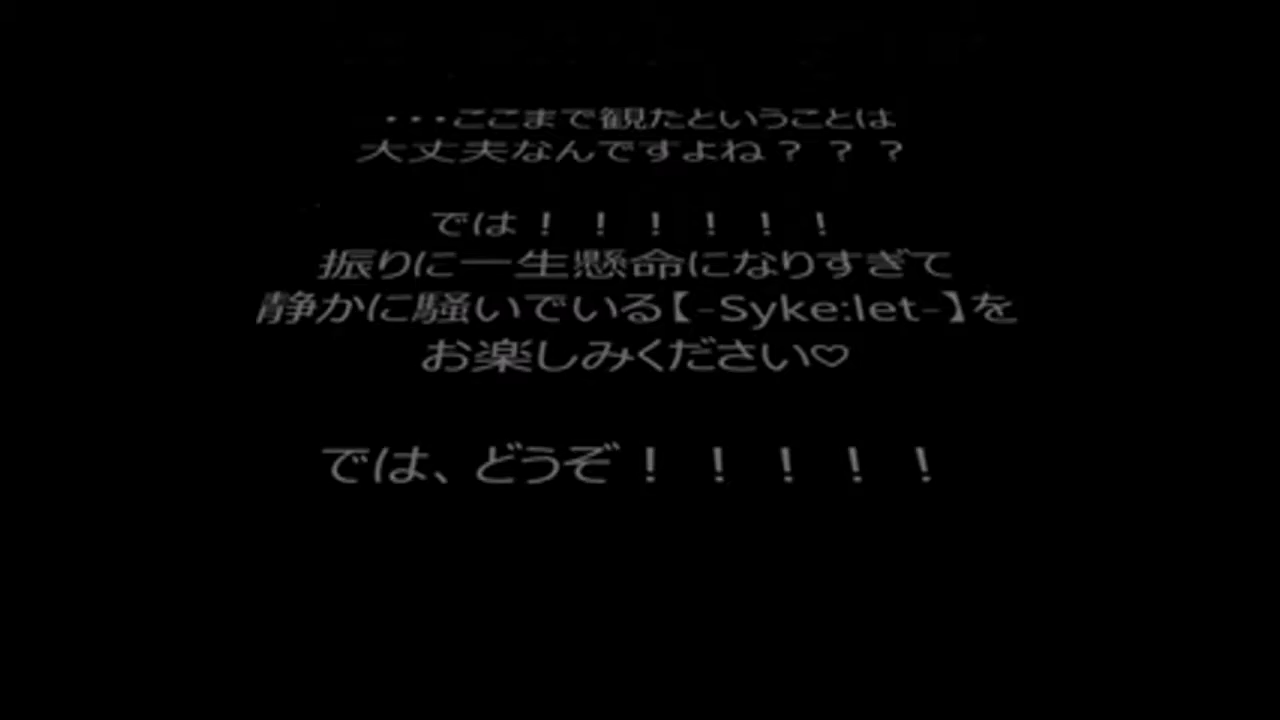 ・・・ここまで観たということは
大丈夫なんですよね？？？
では！！！！！！
振りに一生懸命になりすぎて
静かに騒いでいる【-Syke:let-】を
お楽しみください♡
では、どうぞ！！！！！